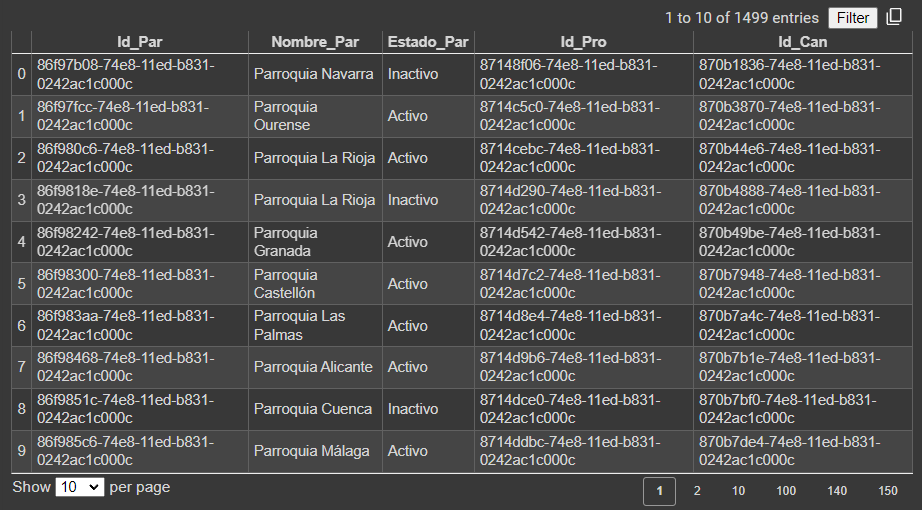 1 to 10 of 1499 entries Filter
Id_Par Nombre_Par Estado_Par Id_Pro Id_Can
0 86f97b08-74e8-11ed-b831-0242ac1c000c Parroquia Navarra Inactivo 87148f06-74e8-11ed-b831-0242ac1c000c 870b1836-74e8-11ed-b831-0242ac1c000c
1 86f97fcc-74e8-11ed-b831-0242ac1c000c Parroquia Ourense Activo 8714c5c0-74e8-11ed-b831-0242ac1c000c 870b3870-74e8-11ed-b831-0242ac1c000c
2 86f980c6-74e8-11ed-b831-0242ac1c000c Parroquia La Rioja Activo 8714cebc-74e8-11ed-b831-0242ac1c000c 870b44e6-74e8-11ed-b831-0242ac1c000c
3 86f9818e-74e8-11ed-b831-0242ac1c000c Parroquia La Rioja Inactivo 8714d290-74e8-11ed-b831-0242ac1c000c 870b4888-74e8-11ed-b831-0242ac1c000c
4 86f98242-74e8-11ed-b831-0242ac1c000c Parroquia Granada Activo 8714d542-74e8-11ed-b831-0242ac1c000c 870b49be-74e8-11ed-b831-0242ac1c000c
5 86f98300-74e8-11ed-b831-0242ac1c000c Parroquia Castellón Activo 8714d7c2-74e8-11ed-b831-0242ac1c000c 870b7948-74e8-11ed-b831-0242ac1c000c
6 86f983aa-74e8-11ed-b831-0242ac1c000c Parroquia Las Palmas Activo 8714d8e4-74e8-11ed-b831-0242ac1c000c 870b7a4c-74e8-11ed-b831-0242ac1c000c
7 86f98468-74e8-11ed-b831-0242ac1c000c Parroquia Alicante Activo 8714d9b6-74e8-11ed-b831-0242ac1c000c 870b7b1e-74e8-11ed-b831-0242ac1c000c
8 86f9851c-74e8-11ed-b831-0242ac1c000c Parroquia Cuenca Inactivo 8714dce0-74e8-11ed-b831-0242ac1c000c 870b7bf0-74e8-11ed-b831-0242ac1c000c
9 86f985c6-74e8-11ed-b831-0242ac1c000c Parroquia Málaga Activo 8714ddbc-74e8-11ed-b831-0242ac1c000c 870b7de4-74e8-11ed-b831-0242ac1c000c
Show 10 per page 1 2 10 100 140 150